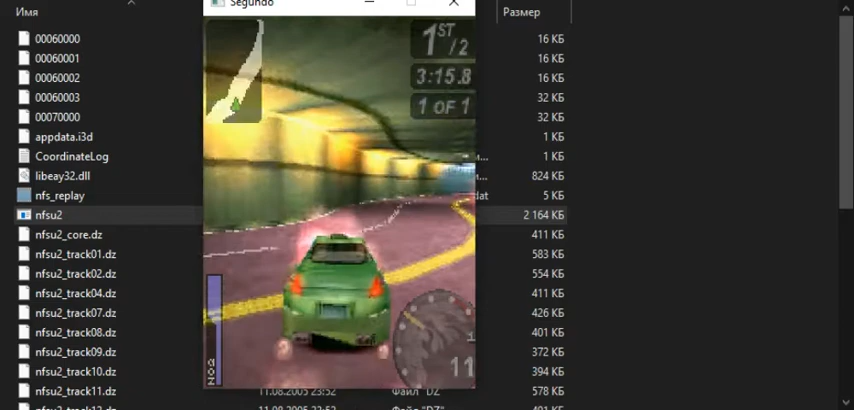 Segundo
Имя
Размер
00060000 16 КБ
00060001 16 КБ
00060002 16 КБ
00060003 32 КБ
00070000 32 КБ
appdata.i3d 1 КБ
CoordinateLog 1 КБ
libeay32.dll 824 КБ
nfs_replay dat 5 КБ
nfsu2 2 164 КБ
nfsu2_core.dz 411 КБ
nfsu2_track01.dz 583 КБ
nfsu2_track02.dz 554 КБ
nfsu2_track04.dz 411 КБ
nfsu2_track07.dz 426 КБ
nfsu2_track08.dz 401 КБ
nfsu2_track09.dz 372 КБ
nfsu2_track10.dz 394 КБ
nfsu2_track11.dz 11.08.2005 23:52 Файл "DZ" 578 КБ
1ST/2
3:15.8
1 OF 1
NO2
11